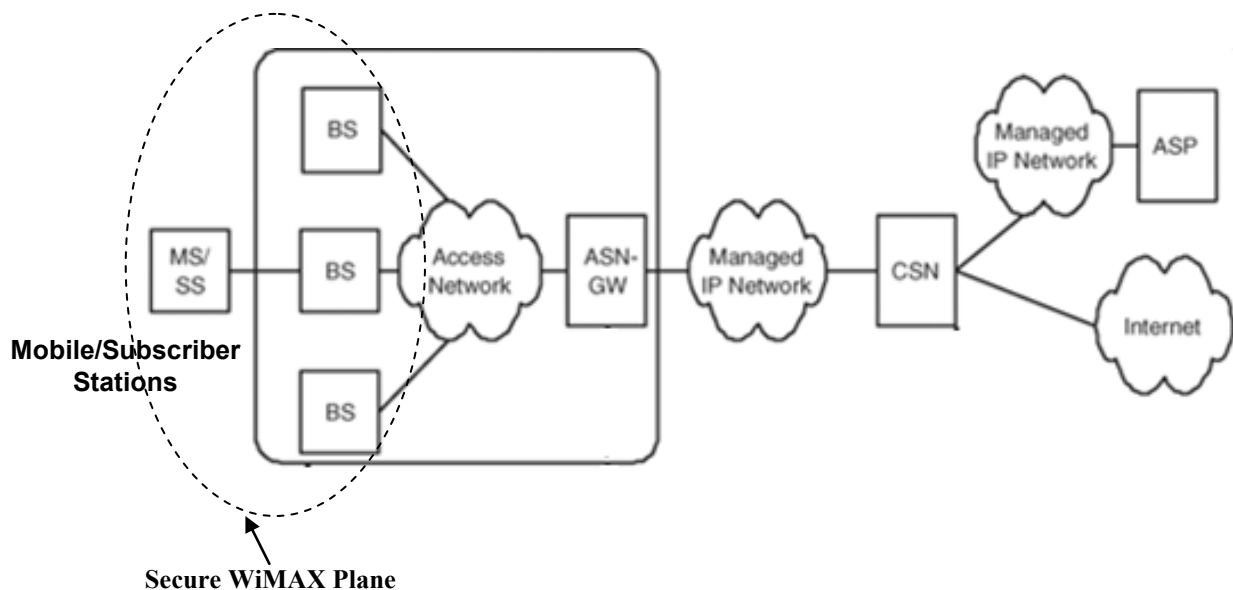 BS
Managed
IP Network
ASP
MS/
SS
BS
Access
Network
ASN-
GW
Managed
IP Network
CSN
Internet
Mobile/Subscriber
Stations
BS
Secure WiMAX Plane